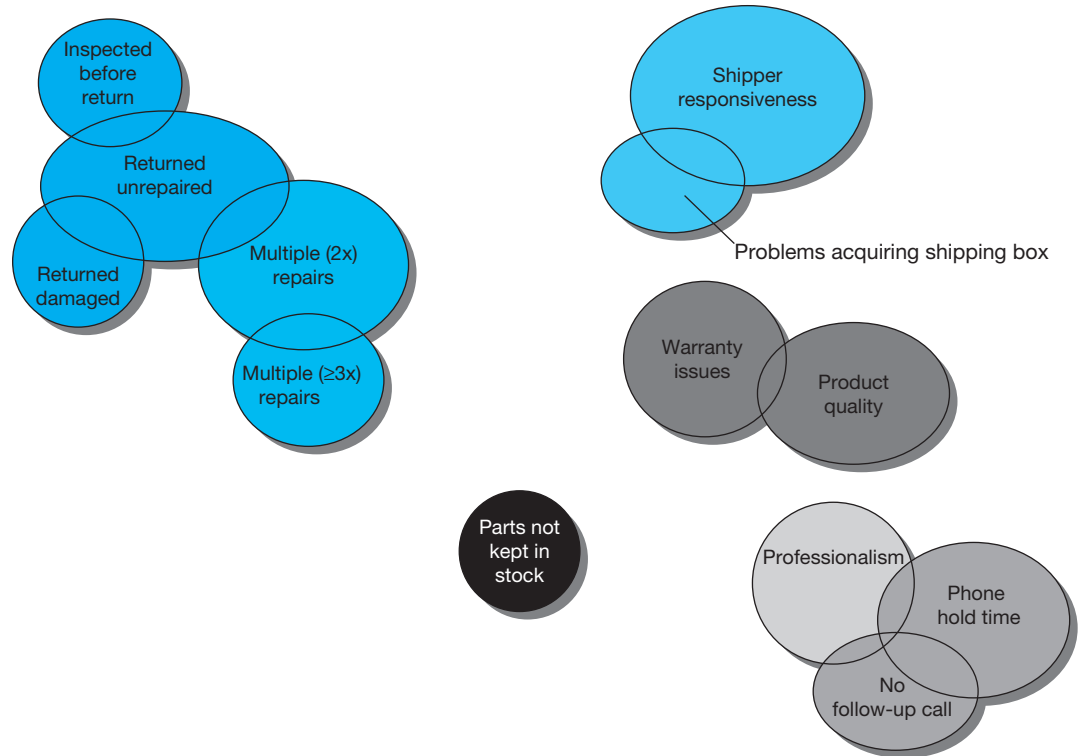 Inspected
before
return
Returned
unrepaired
Returned
damaged
Multiple (2x)
repairs
Multiple (≥3x)
repairs
Shipper
responsiveness
Problems acquiring shipping box
Warranty
issues
Product
quality
Parts not
kept in
stock
Professionalism
Phone
hold time
No
follow-up call